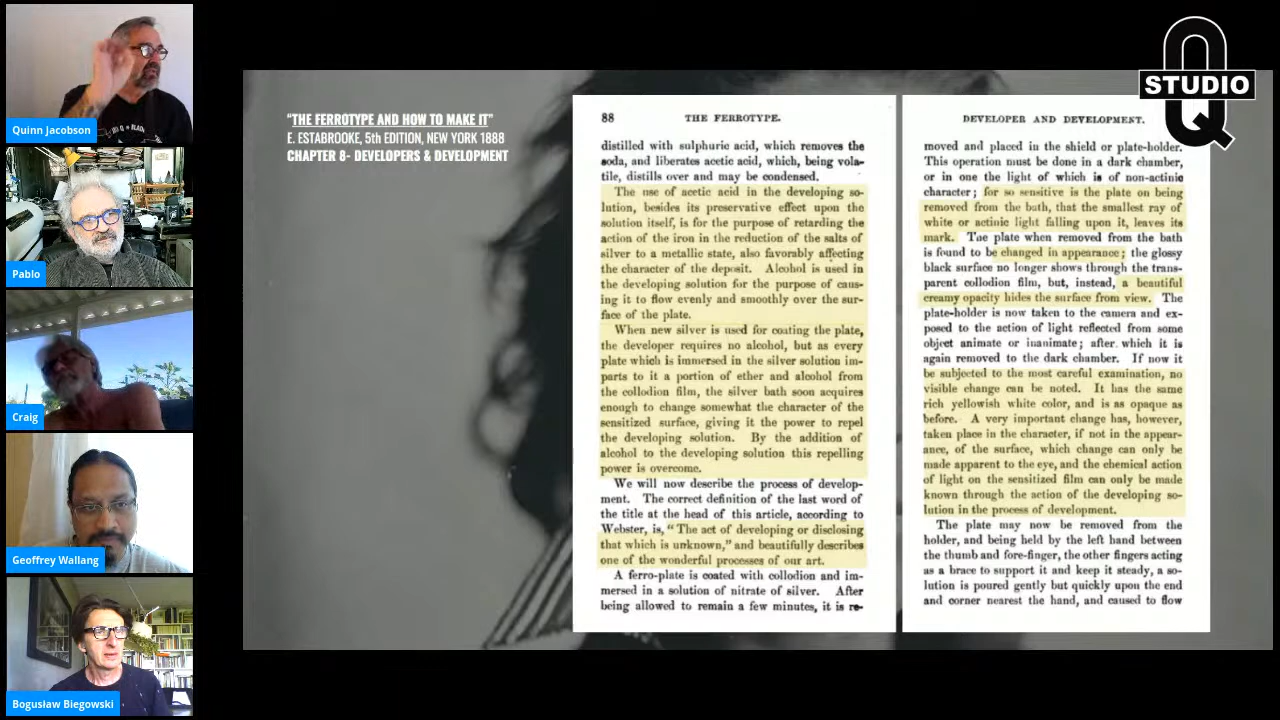 Quinn Jacobson
Pablo
Craig
Geoffrey Wallang
Bogusław Biegowski
"THE FERROTYPE AND HOW TO MAKE IT"
E. ESTABROOKE, 5th EDITION, NEW YORK 1888
CHAPTER 8- DEVELOPERS & DEVELOPMENT
88 THE FERROTYPE.
distilled with sulphuric acid, which removes the
soda, and liberates acetic acid, which, being vola-
tile, distills over and may be condensed.
The use of acetic acid in the developing so-
lution, besides its preservative effect upon the
solution itself, is for the purpose of retarding the
action of the iron in the reduction of the salts of
silver to a metallic state, also favorably affecting
the character of the deposit. Alcohol is used in
the developing solution for the purpose of caus-
ing it to flow evenly and smoothly over the sur-
face of the plate.
When new silver is used for coating the plate,
the developer requires no alcohol, but as every
plate which is immersed in the silver solution im-
parts to it a portion of ether and alcohol from
the collodion film, the silver bath soon acquires
enough to change somewhat the character of the
sensitized surface, giving it the power to repel
the developing solution. By the addition of
alcohol to the developing solution this repelling
power is overcome.
We will now describe the process of develop-
ment. The correct definition of the last word of
the title at the head of this article, according to
Webster, is, "The act of developing or disclosing
that which is unknown," and beautifully describes
one of the wonderful processes of our art.
A ferro-plate is coated with collodion and im-
mersed in a solution of nitrate of silver. After
being allowed to remain a few minutes, it is re-
DEVELOPER AND DEVELOPMENT.
moved and placed in the shield or plate-holder.
This operation must be done in a dark chamber,
or in one the light of which is of non-actinic
character; for so sensitive is the plate on being
removed from the bath, that the smallest ray of
white or actinic light falling upon it, leaves its
mark. The plate when removed from the bath
is found to be changed in appearance; the glossy
black surface no longer shows through the trans-
parent collodion film, but, instead, a beautiful
creamy opacity hides the surface from view. The
plate-holder is now taken to the camera and ex-
posed to the action of light reflected from some
object animate or inanimate; after which it is
again removed to the dark chamber. If now it
be subjected to the most careful examination, no
visible change can be noted. It has the same
rich yellowish white color, and is as opaque as
before. A very important change has, however,
taken place in the character, if not in the appear-
ance, of the surface, which change can only be
made apparent to the eye, and the chemical action
of light on the sensitized film can only be made
known through the action of the developing so-
lution in the process of development.
The plate may now be removed from the
holder, and being held by the left hand between
the thumb and fore-finger, the other fingers acting
as a brace to support it and keep it steady, a so-
lution is poured gently but quickly upon the end
and corner nearest the hand, and caused to flow
STUDIO
Q